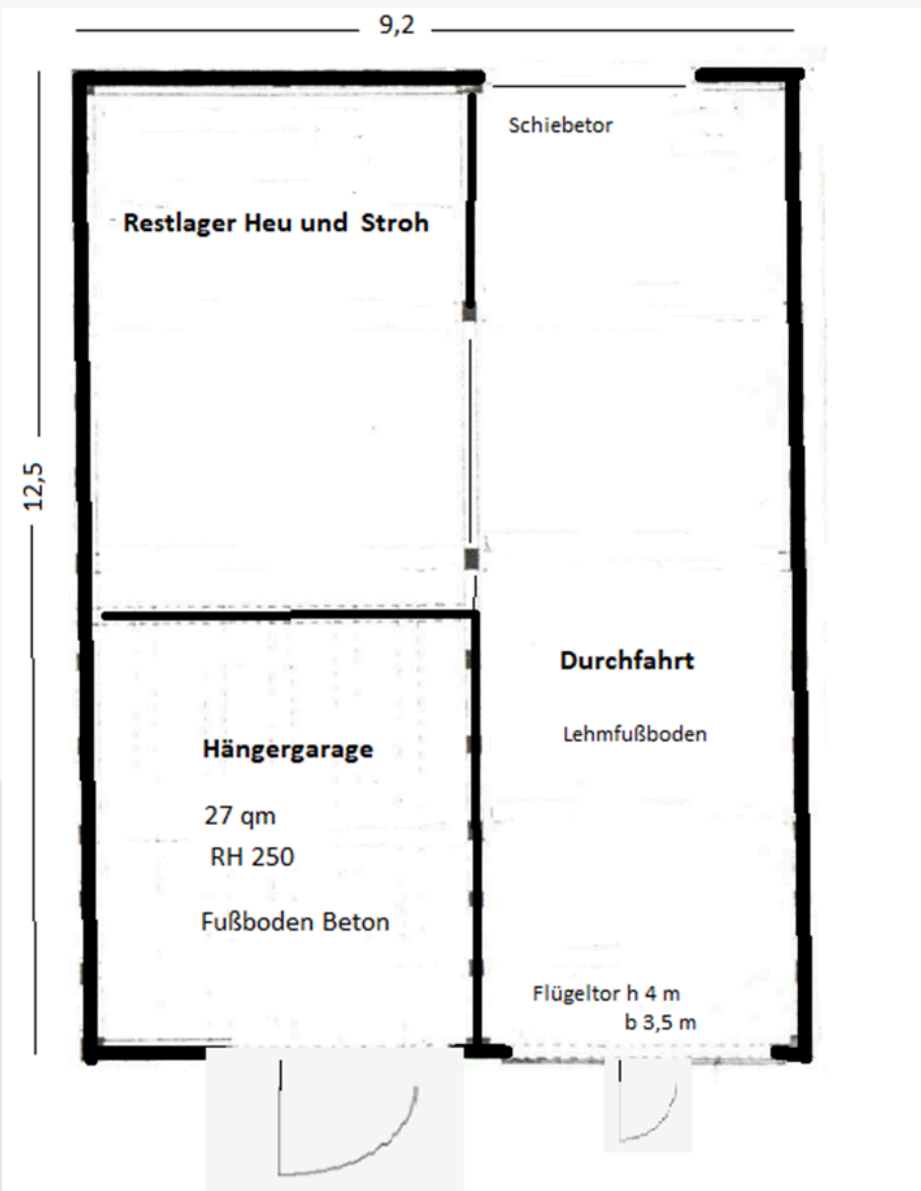 9,2
Schiebetor
Restlager Heu und Stroh
12,5
Durchfahrt
Lehmfußboden
Hängergarage
27 qm
RH 250
Fußboden Beton
Flügeltor h 4 m
b 3,5 m